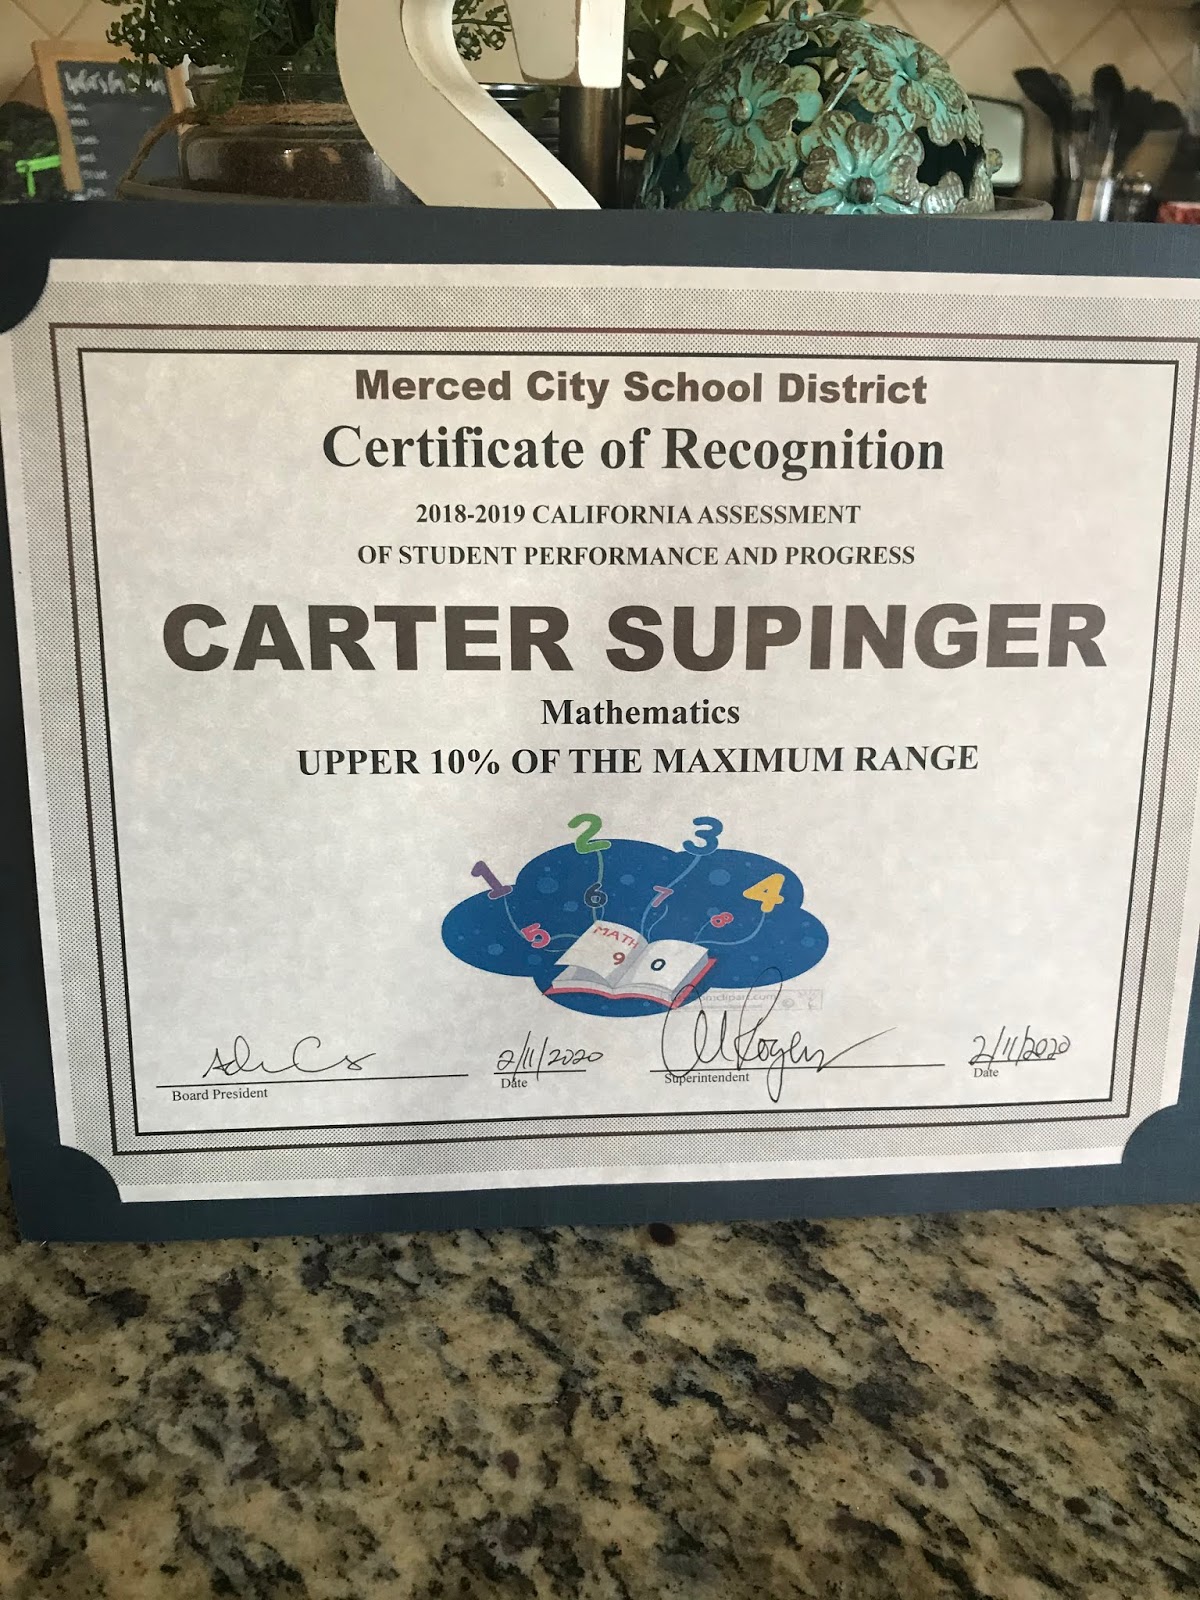 Merced City School District
Certificate of Recognition
2018-2019 CALIFORNIA ASSESSMENT
OF STUDENT PERFORMANCE AND PROGRESS
CARTER SUPINGER
Mathematics
UPPER 10% OF THE MAXIMUM RANGE
1 2 3 4
5 6 7 8
MATH
9 0
2/11/2020 2/11/2020
Board President Date Superintendent Date